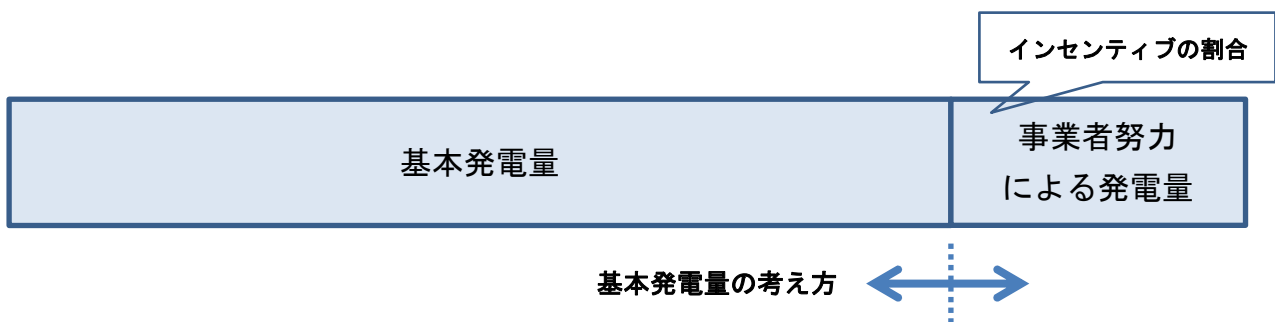 インセンティブの割合
基本発電量
事業者努力
による発電量
基本発電量の考え方